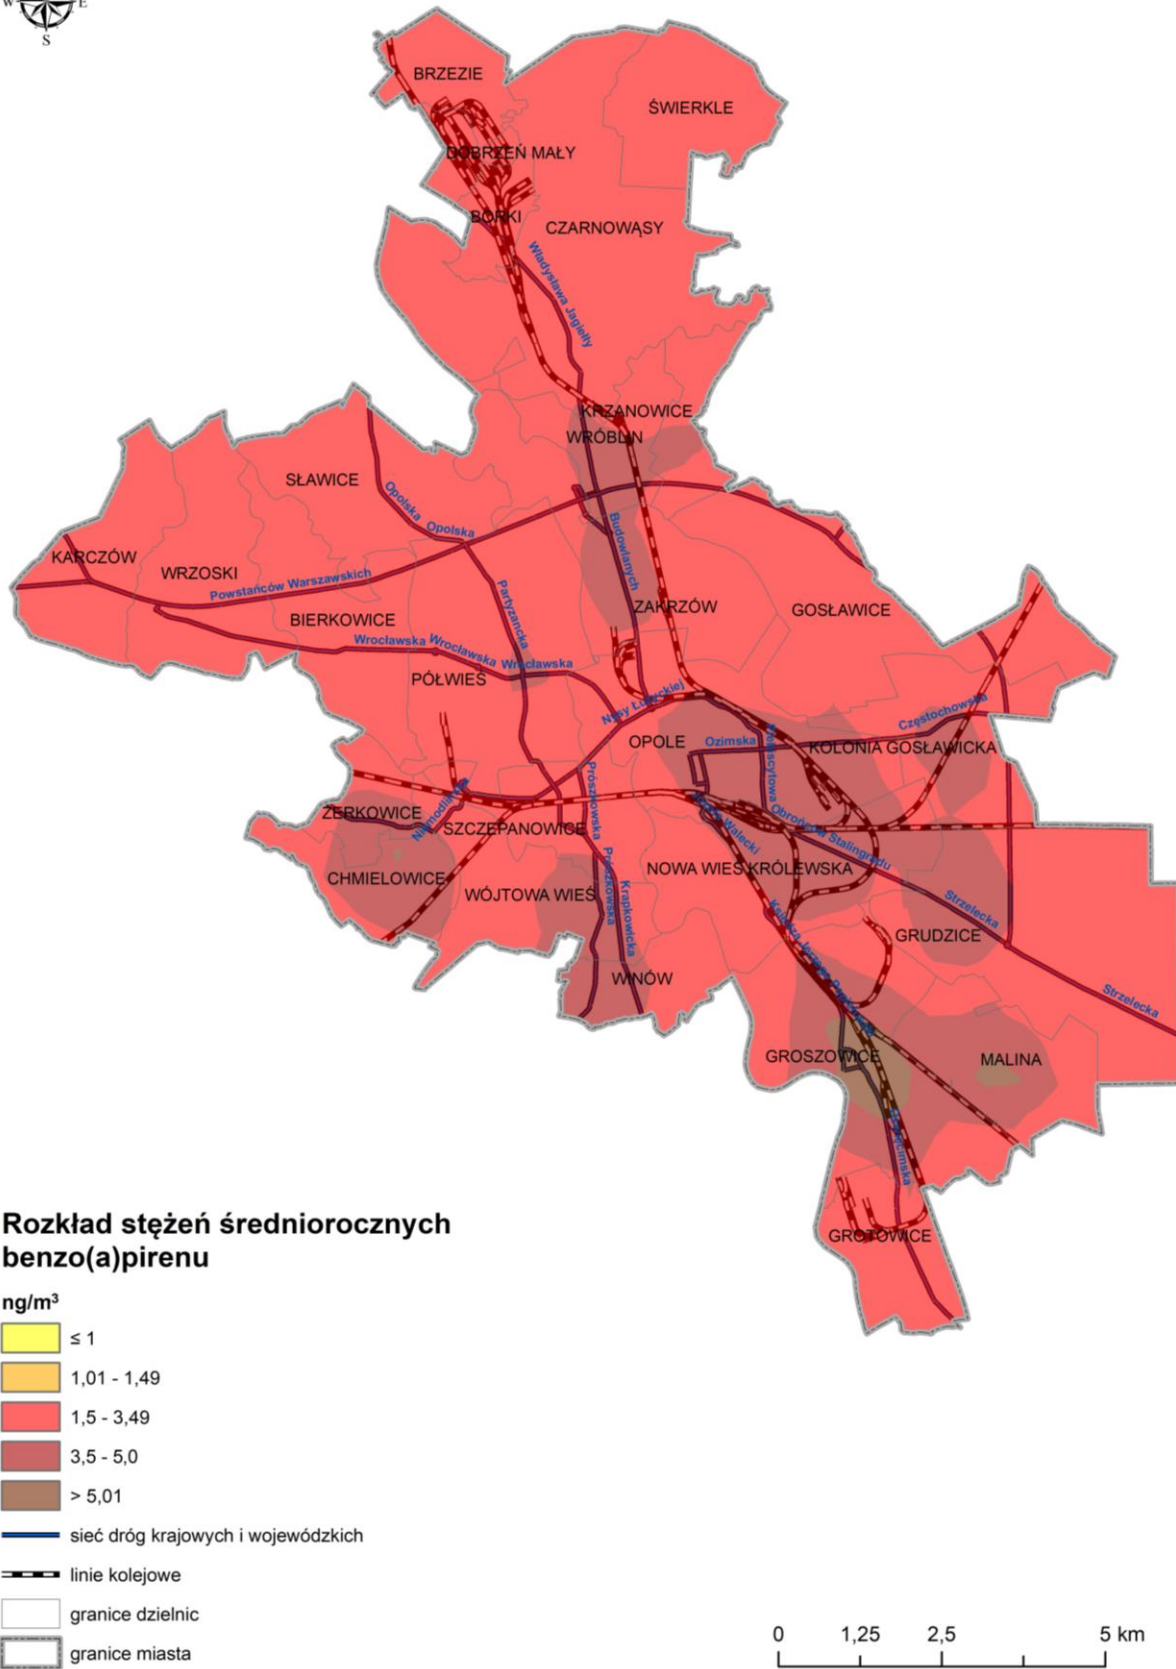 W E
S
BRZEZIE
ŚWIERKLE
DOBRZEŃ MAŁY
BORKI
CZARNOWĄSY
Władysława Jagiełły
KRZANOWICE
WRÓBLIN
SŁAWICE
Opolska
Opolska
Budowlanych
KARCZÓW
WRZOSKI
Powstańców Warszawskich
Partyzancka
ZAKRZÓW
GOSŁAWICE
BIERKOWICE
Wrocławska
Wrocławska
Wrocławska
PÓŁWIEŚ
Nysy Łużyckiej
Częstochowska
OPOLE
Ozimska
KOLONIA GOSŁAWICKA
Prószkowska
Obrońców Stalingradu
ŻERKOWICE
Niemodlińska
SZCZEPANOWICE
CHMIELOWICE
WÓJTOWA WIEŚ
Prószkowska
Krapkowicka
NOWA WIEŚ KRÓLEWSKA
Strzelecka
GRUDZICE
WINÓW
Strzelecka
GROSZOWICE
MALINA
GROTOWICE
Rozkład stężeń średniorocznych
benzo(a)pirenu
ng/m³
≤ 1
1,01 - 1,49
1,5 - 3,49
3,5 - 5,0
> 5,01
sieć dróg krajowych i wojewódzkich
linie kolejowe
granice dzielnic
granice miasta
0 1,25 2,5 5 km